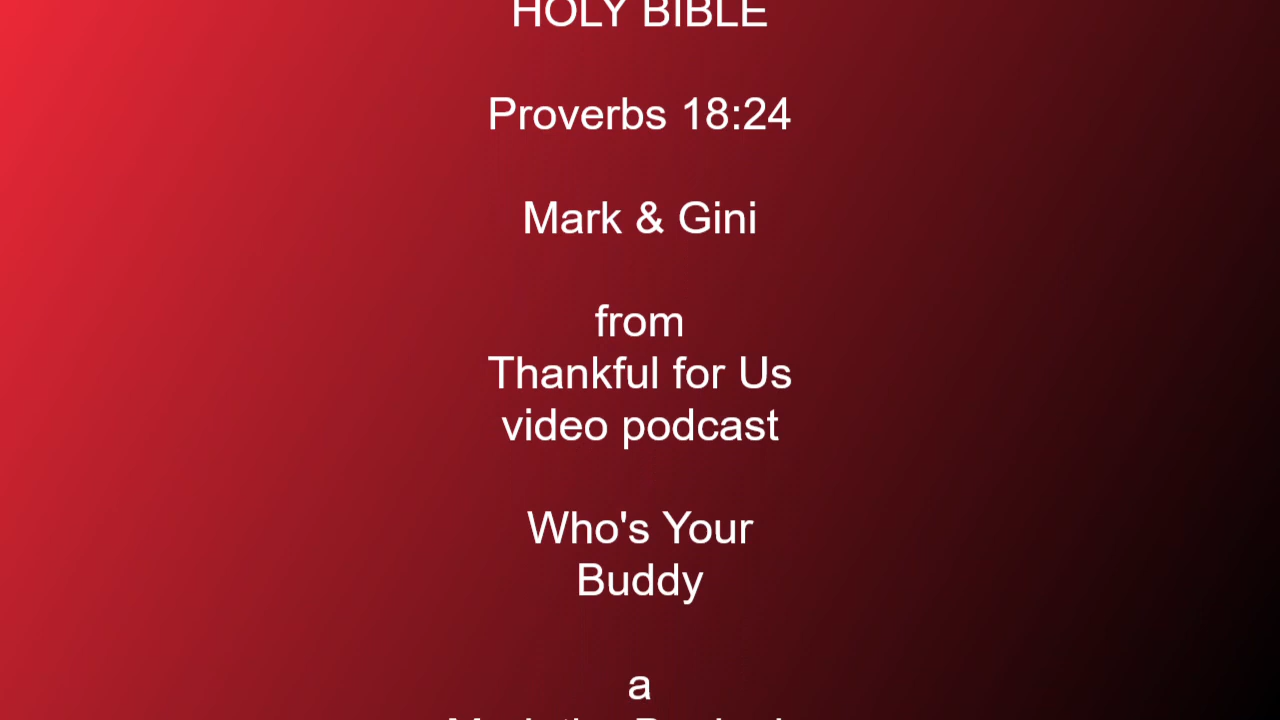 HOLY BIBLE
Proverbs 18:24
Mark & Gini
from
Thankful for Us
video podcast
Who's Your
Buddy
a